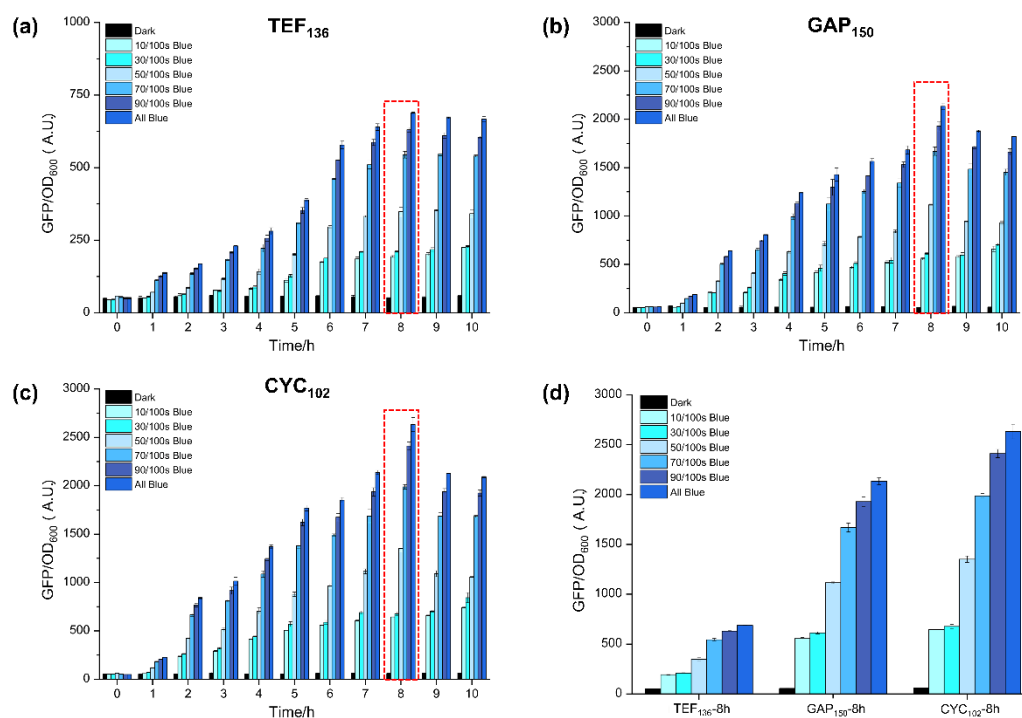 (a) TEF136
Dark
10/100s Blue
30/100s Blue
50/100s Blue
70/100s Blue
90/100s Blue
All Blue
GFP/OD600 ( A.U.)
1000
750
500
250
0
0 1 2 3 4 5 6 7 8 9 10
Time/h
(b) GAP150
Dark
10/100s Blue
30/100s Blue
50/100s Blue
70/100s Blue
90/100s Blue
All Blue
GFP/OD600 ( A.U.)
3000
2500
2000
1500
1000
500
0
0 1 2 3 4 5 6 7 8 9 10
Time/h
(c) CYC102
Dark
10/100s Blue
30/100s Blue
50/100s Blue
70/100s Blue
90/100s Blue
All Blue
GFP/OD600 ( A.U.)
3000
2500
2000
1500
1000
500
0
0 1 2 3 4 5 6 7 8 9 10
Time/h
(d)
Dark
10/100s Blue
30/100s Blue
50/100s Blue
70/100s Blue
90/100s Blue
All Blue
GFP/OD600 ( A.U.)
3000
2500
2000
1500
1000
500
0
TEF136-8h GAP150-8h CYC102-8h